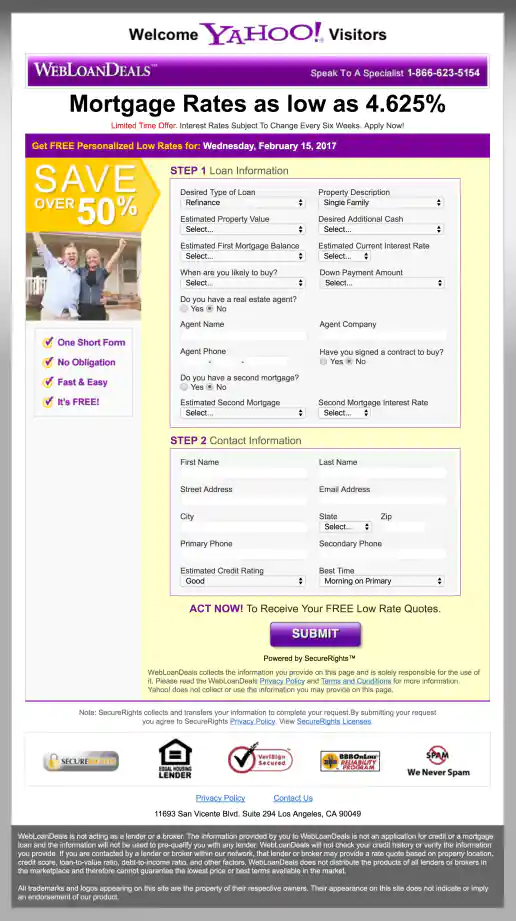 Welcome YAHOO! Visitors
WEBLOANDEALS™
Speak To A Specialist 1-866-623-5154
Mortgage Rates as low as 4.625%
Limited Time Offer. Interest Rates Subject To Change Every Six Weeks. Apply Now!
Get FREE Personalized Low Rates for: Wednesday, February 15, 2017
SAVE
OVER 50%
One Short Form
No Obligation
Fast & Easy
It's FREE!
STEP 1 Loan Information
Desired Type of Loan Property Description
Refinance Single Family
Estimated Property Value Desired Additional Cash
Select... Select...
Estimated First Mortgage Balance Estimated Current Interest Rate
Select... Select...
When are you likely to buy? Down Payment Amount
Select... Select...
Do you have a real estate agent?
Yes No
Agent Name Agent Company
Agent Phone Have you signed a contract to buy?
- - Yes No
Do you have a second mortgage?
Yes No
Estimated Second Mortgage Second Mortgage Interest Rate
Select... Select...
STEP 2 Contact Information
First Name Last Name
Street Address Email Address
City State Zip
Select...
Primary Phone Secondary Phone
Estimated Credit Rating Best Time
Good Morning on Primary
ACT NOW! To Receive Your FREE Low Rate Quotes.
SUBMIT
Powered by SecureRights™
WebLoanDeals collects the information you provide on this page and is solely responsible for the use of
it. Please read the WebLoanDeals Privacy Policy and Terms and Conditions for more information.
Yahoo! does not collect or use the information you may provide on this page.
Note: SecureRights collects and transfers your information to complete your request.By submitting your request
you agree to SecureRights Privacy Policy. View SecureRights Licenses
SECURERIGHTS
EQUAL HOUSING
LENDER
VeriSign
Secured
BBBOnLine
RELIABILITY
PROGRAM
SPAM
We Never Spam
Privacy Policy Contact Us
11693 San Vicente Blvd. Suite 294 Los Angeles, CA 90049
WebLoanDeals is not acting as a lender or a broker. The information provided by you to WebLoanDeals is not an application for credit or a mortgage
loan and the information will not be used to pre-qualify you with any lender. WebLoanDeals will not check your credit history or verify the information
you provide. If you are contacted by a lender or broker within our network, that lender or broker may provide a rate quote based on property location,
credit score, loan-to-value ratio, debt-to-income ratio, and other factors. WebLoanDeals does not distribute the products of all lenders or brokers in
the marketplace and therefore cannot guarantee the lowest price or best terms available in the market.
All trademarks and logos appearing on this site are the property of their respective owners. Their appearance on this site does not indicate or imply
an endorsement of our product.